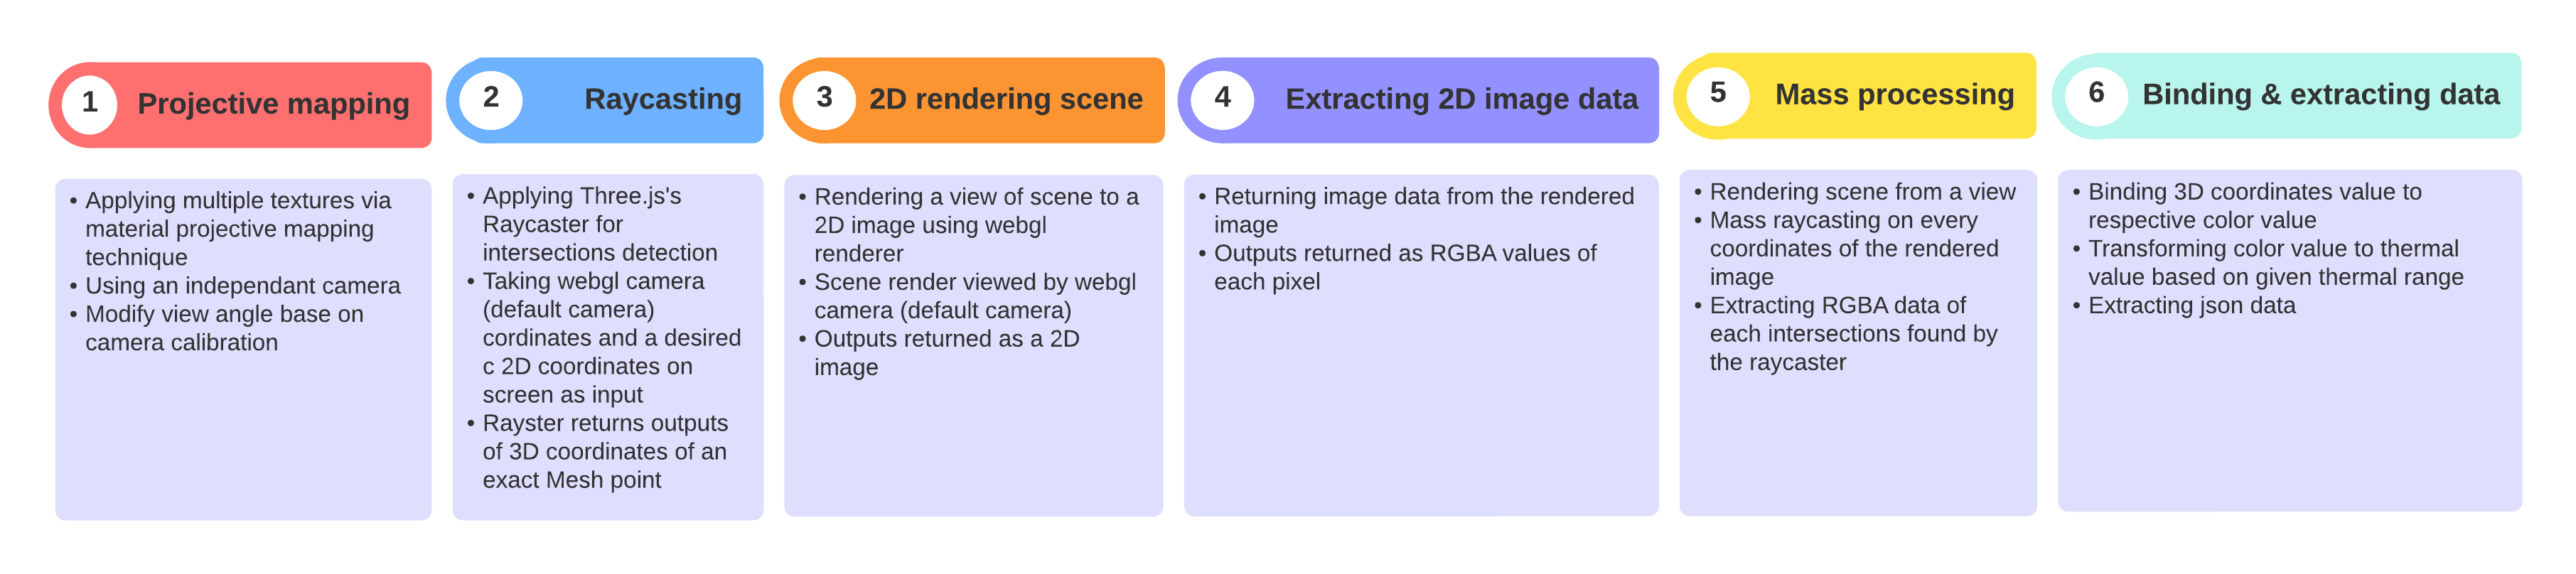 1
Projective mapping
• Applying multiple textures via
material projective mapping
technique
• Using an independant camera
• Modify view angle base on
camera calibration
2
Raycasting
• Applying Three.js's
Raycaster for
intersections detection
• Taking webgl camera
(default camera)
cordinates and a desired
c 2D coordinates on
screen as input
• Rayster returns outputs
of 3D coordinates of an
exact Mesh point
3
2D rendering scene
• Rendering a view of scene to a
2D image using webgl
renderer
• Scene render viewed by webgl
camera (default camera)
• Outputs returned as a 2D
image
4
Extracting 2D image data
• Returning image data from the rendered
image
• Outputs returned as RGBA values of
each pixel
5
Mass processing
• Rendering scene from a view
• Mass raycasting on every
coordinates of the rendered
image
• Extracting RGBA data of
each intersections found by
the raycaster
6
Binding & extracting data
• Binding 3D coordinates value to
respective color value
• Transforming color value to thermal
value based on given thermal range
• Extracting json data